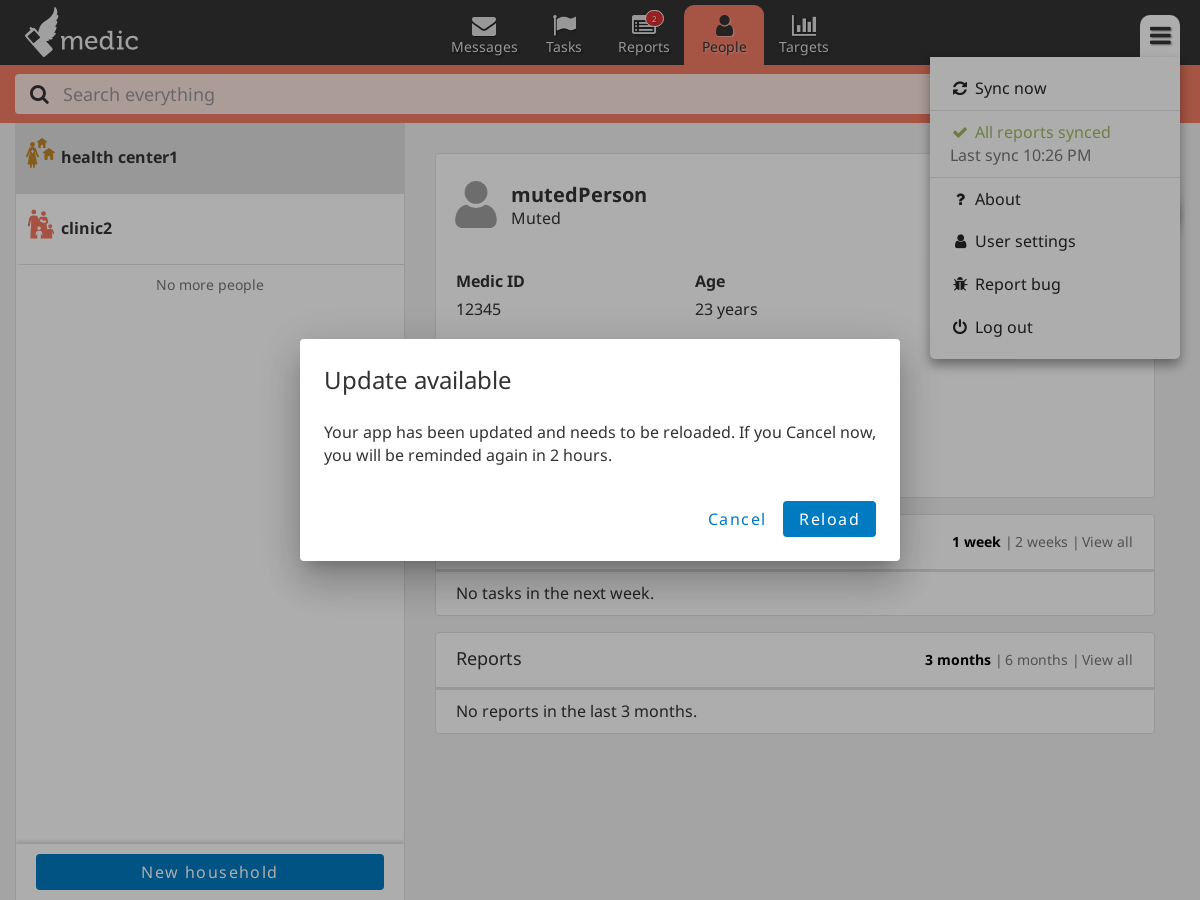 medic
Messages
Tasks
2
Reports
People
Targets
Search everything
Sync now
All reports synced
Last sync 10:26 PM
? About
User settings
Report bug
Log out
health center1
clinic2
No more people
New household
mutedPerson
Muted
Medic ID
12345
Age
23 years
Update available
Your app has been updated and needs to be reloaded. If you Cancel now,
you will be reminded again in 2 hours.
Cancel
Reload
1 week | 2 weeks | View all
No tasks in the next week.
Reports
3 months | 6 months | View all
No reports in the last 3 months.